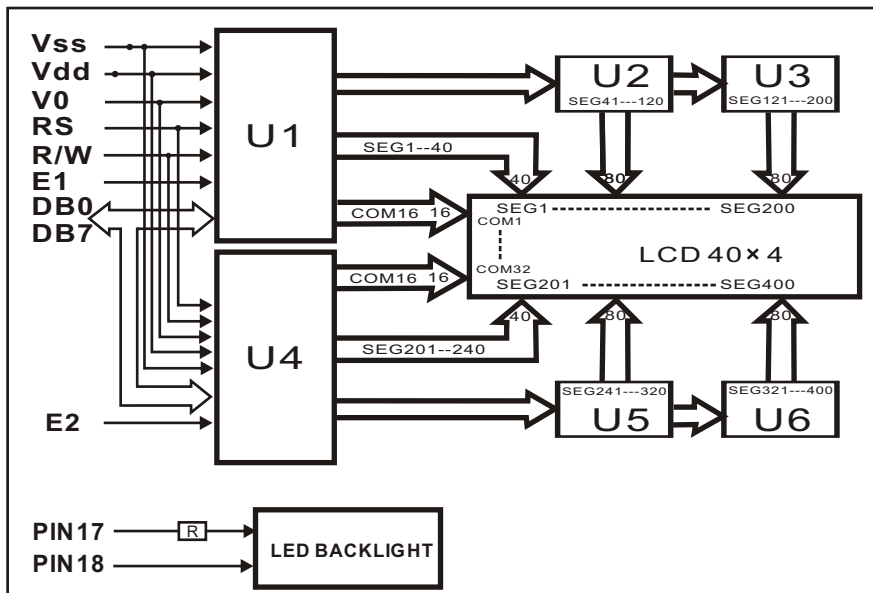 Vss
Vdd
V0
RS
R/W
E1
DB0
DB7
U1
SEG1--40
COM16 16
U2
SEG41---120
U3
SEG121---200
40
80
80
SEG1 -------------------- SEG200
COM1
COM32
LCD 40×4
SEG201 ------------------ SEG400
U4
COM16 16
SEG201--240
40
80
80
SEG241---320
U5
SEG321---400
U6
E2
PIN17
R
PIN18
LED BACKLIGHT